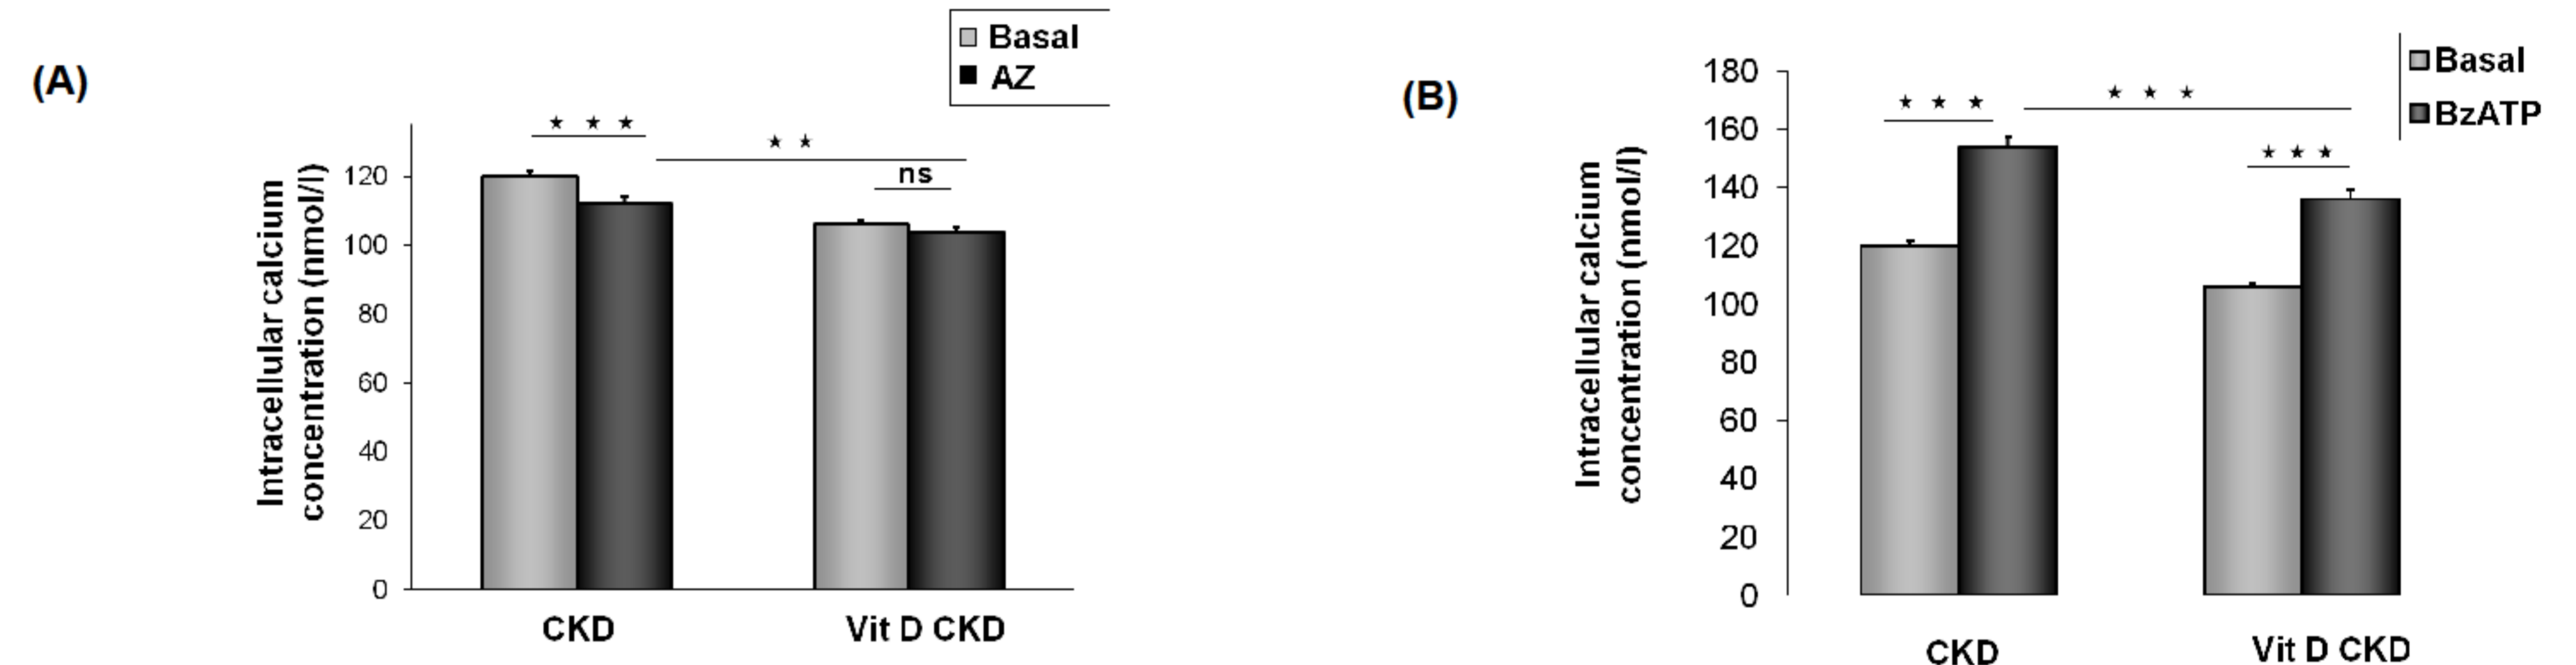 (A)
Basal
AZ
★ ★ ★
★ ★
ns
Intracellular calcium
concentration (nmol/l)
120
100
80
60
40
20
0
CKD
Vit D CKD
(B)
Basal
BzATP
★ ★ ★
★ ★ ★
★ ★ ★
Intracellular calcium
concentration (nmol/l)
180
160
140
120
100
80
60
40
20
0
CKD
Vit D CKD